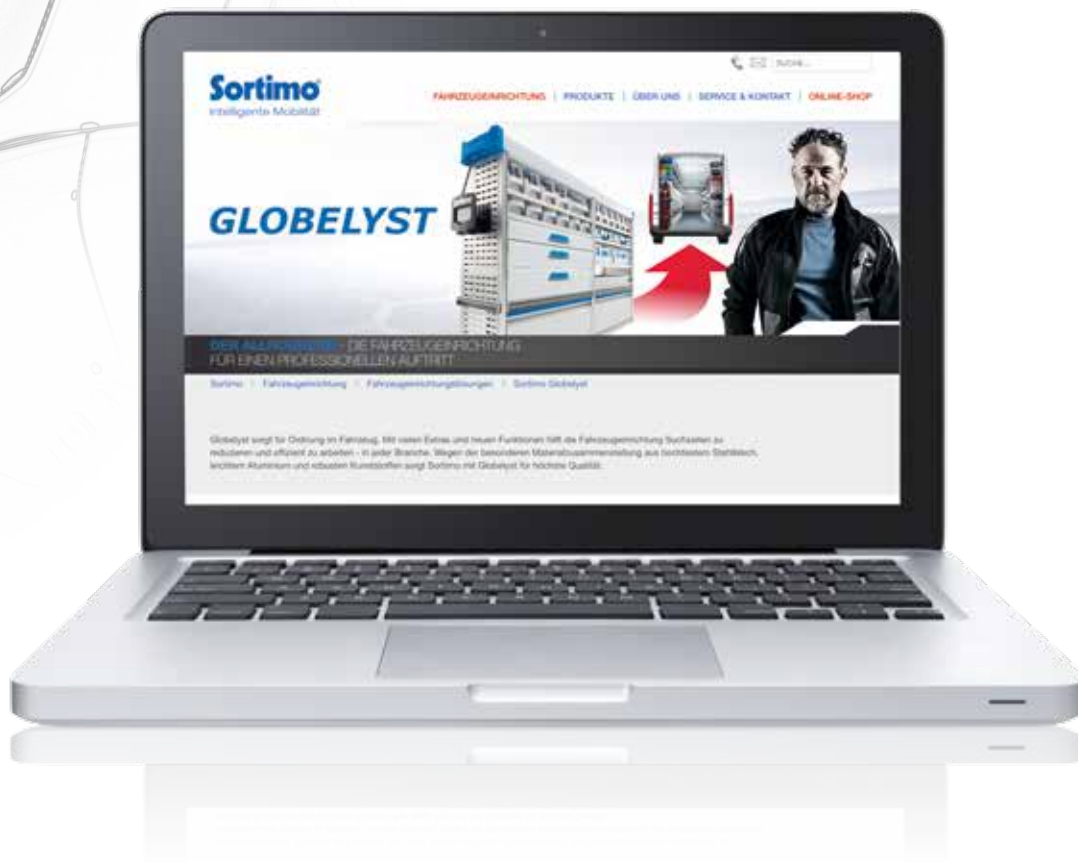 Sortimo
Intelligente Mobilität
SUCHE...
FAHRZEUGEINRICHTUNG | PRODUKTE | ÜBER UNS | SERVICE & KONTAKT | ONLINE-SHOP
GLOBELYST
DER ALLROUNDER - DIE FAHRZEUGEINRICHTUNG
FÜR EINEN PROFESSIONELLEN AUFTRITT
Sortimo | Fahrzeugeinrichtung | Fahrzeugeinrichtungslösungen | Sortimo Globelyst
Globelyst sorgt für Ordnung im Fahrzeug. Mit vielen Extras und neuen Funktionen hilft die Fahrzeugeinrichtung Suchzeiten zu
reduzieren und effizient zu arbeiten - in jeder Branche. Wegen der besonderen Materialzusammenstellung aus hochfestem Stahlblech,
leichtem Aluminium und robusten Kunststoffen sorgt Sortimo mit Globelyst für höchste Qualität.